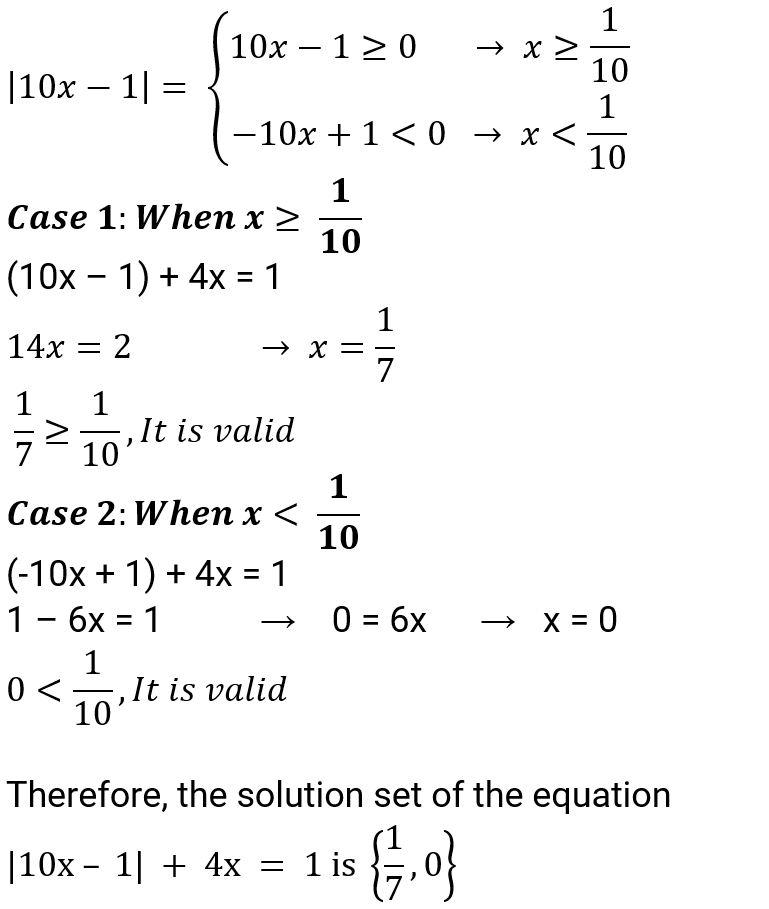 |10x − 1| = { 10x − 1 ≥ 0 → x ≥ 1/10
−10x + 1 < 0 → x < 1/10
Case 1: When x ≥ 1/10
(10x – 1) + 4x = 1
14x = 2 → x = 1/7
1/7 ≥ 1/10, It is valid
Case 2: When x < 1/10
(-10x + 1) + 4x = 1
1 – 6x = 1 → 0 = 6x → x = 0
0 < 1/10, It is valid
Therefore, the solution set of the equation
|10x – 1| + 4x = 1 is {1/7, 0}